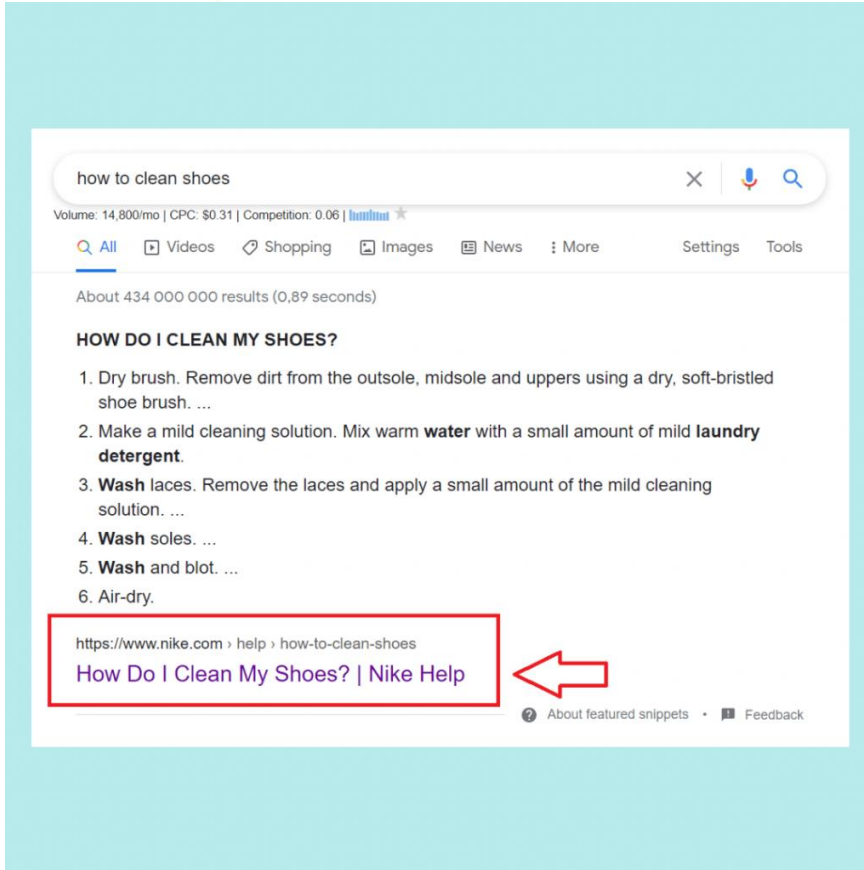 how to clean shoes
Volume: 14,800/mo | CPC: $0.31 | Competition: 0.06 |
All Videos Shopping Images News More Settings Tools
About 434 000 000 results (0,89 seconds)
HOW DO I CLEAN MY SHOES?
1. Dry brush. Remove dirt from the outsole, midsole and uppers using a dry, soft-bristled
shoe brush. ...
2. Make a mild cleaning solution. Mix warm water with a small amount of mild laundry
detergent.
3. Wash laces. Remove the laces and apply a small amount of the mild cleaning
solution. ...
4. Wash soles. ...
5. Wash and blot. ...
6. Air-dry.
https://www.nike.com › help › how-to-clean-shoes
How Do I Clean My Shoes? | Nike Help
About featured snippets • Feedback